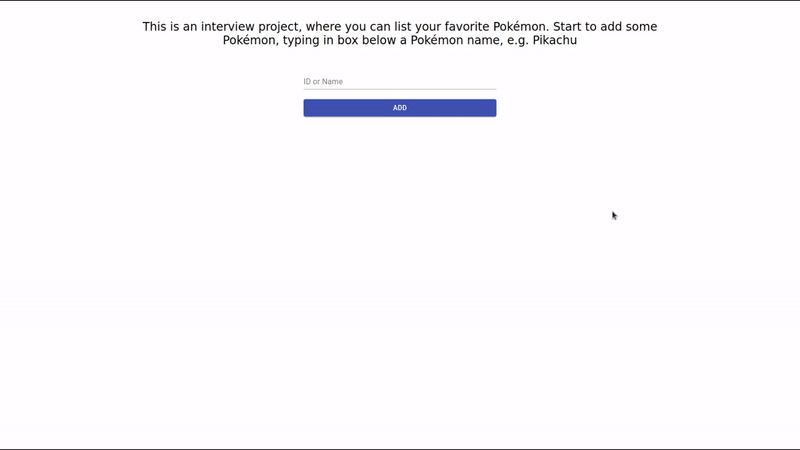 This is an interview project, where you can list your favorite Pokémon. Start to add some
Pokémon, typing in box below a Pokémon name, e.g. Pikachu
ID or Name
ADD